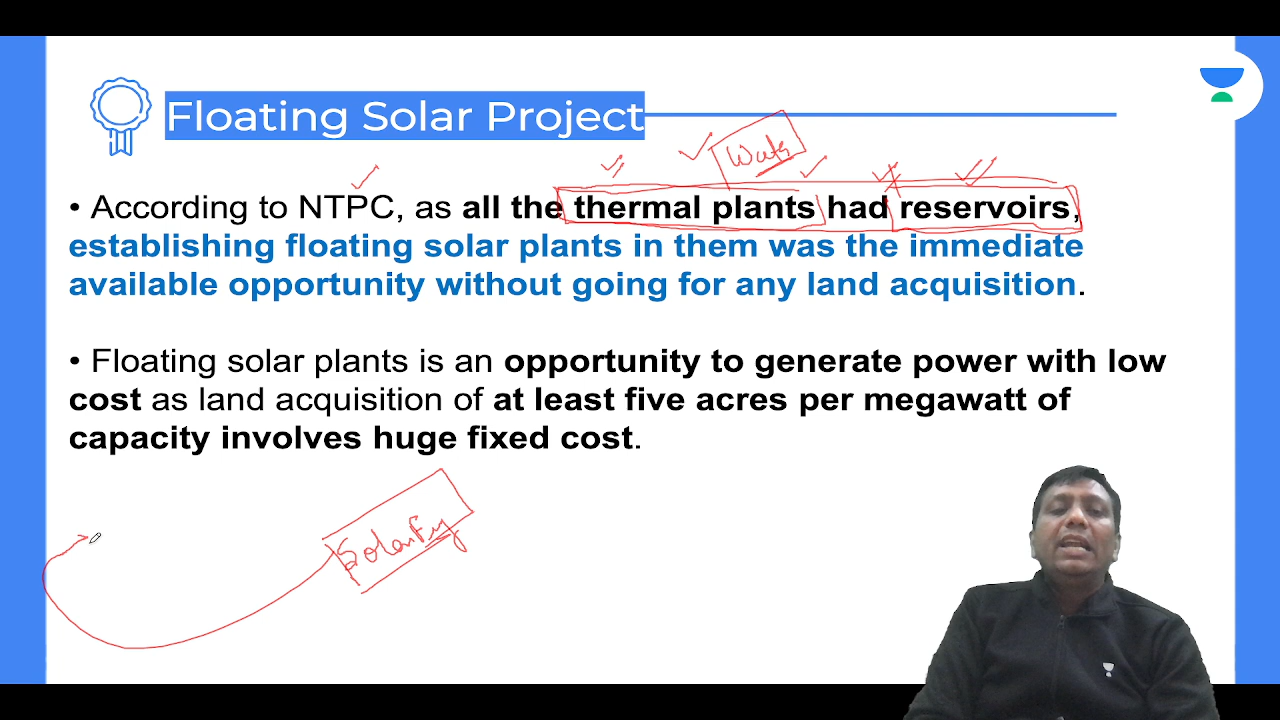 Floating Solar Project
• According to NTPC, as all the thermal plants had reservoirs,
establishing floating solar plants in them was the immediate
available opportunity without going for any land acquisition.
• Floating solar plants is an opportunity to generate power with low
cost as land acquisition of at least five acres per megawatt of
capacity involves huge fixed cost.